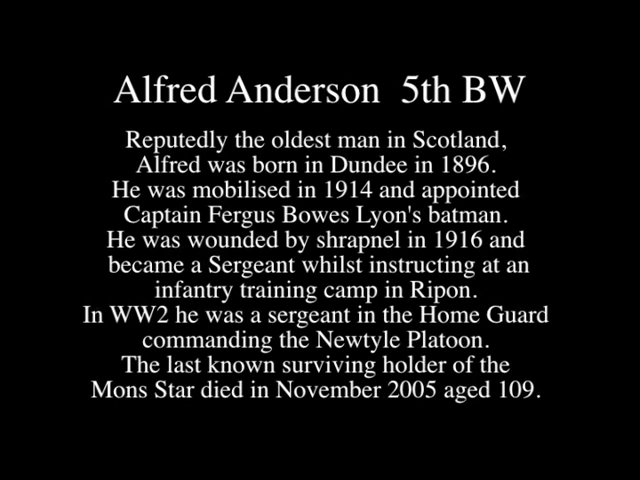 Alfred Anderson  5th BW
Reputedly the oldest man in Scotland,
Alfred was born in Dundee in 1896.
He was mobilised in 1914 and appointed
Captain Fergus Bowes Lyon's batman.
He was wounded by shrapnel in 1916 and
became a Sergeant whilst instructing at an
infantry training camp in Ripon.
In WW2 he was a sergeant in the Home Guard
commanding the Newtyle Platoon.
The last known surviving holder of the
Mons Star died in November 2005 aged 109.